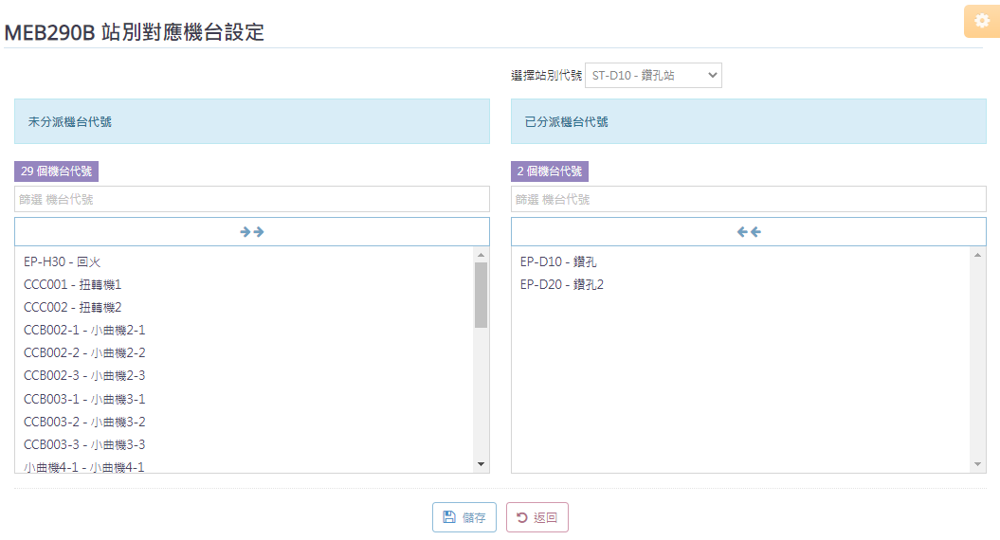 MEB290B 站別對應機台設定
選擇站別代號 ST-D10 - 鑽孔站
未分派機台代號
29 個機台代號
篩選 機台代號
EP-H30 - 回火
CCC001 - 扭轉機1
CCC002 - 扭轉機2
CCB002-1 - 小曲機2-1
CCB002-2 - 小曲機2-2
CCB002-3 - 小曲機2-3
CCB003-1 - 小曲機3-1
CCB003-2 - 小曲機3-2
CCB003-3 - 小曲機3-3
小曲機4-1 - 小曲機4-1
已分派機台代號
2 個機台代號
篩選 機台代號
EP-D10 - 鑽孔
EP-D20 - 鑽孔2
儲存
返回